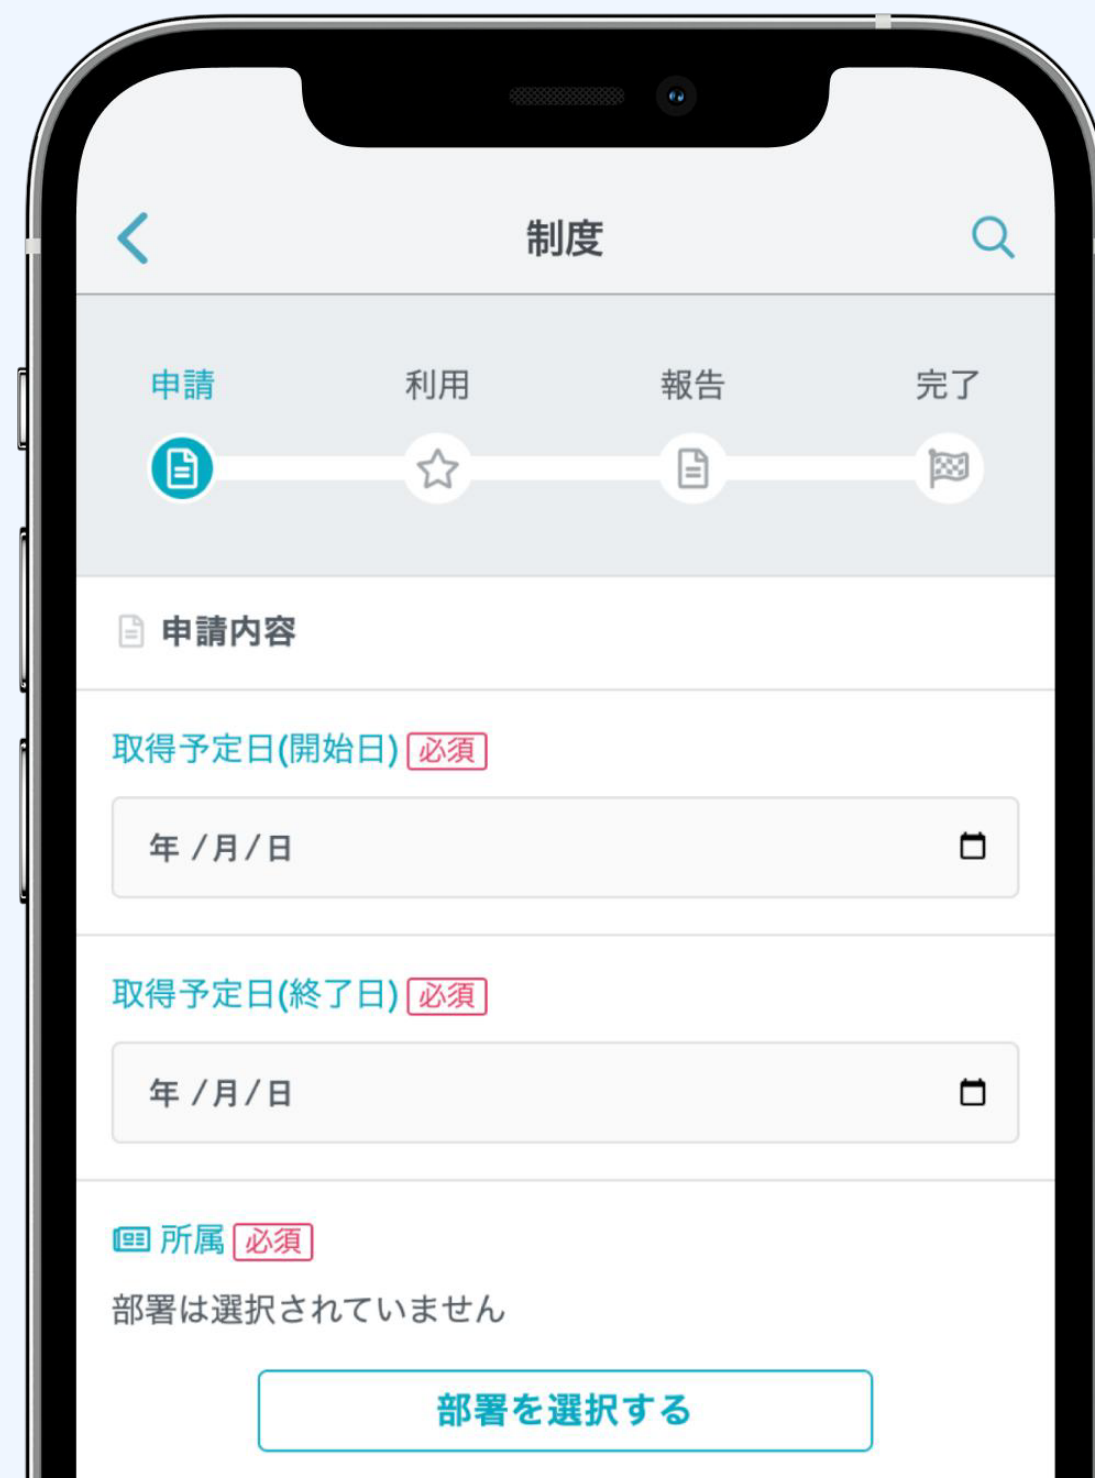 制度
申請 利用 報告 完了
申請内容
取得予定日(開始日) 必須
年 /月/日
取得予定日(終了日) 必須
年 /月/日
所属 必須
部署は選択されていません
部署を選択する